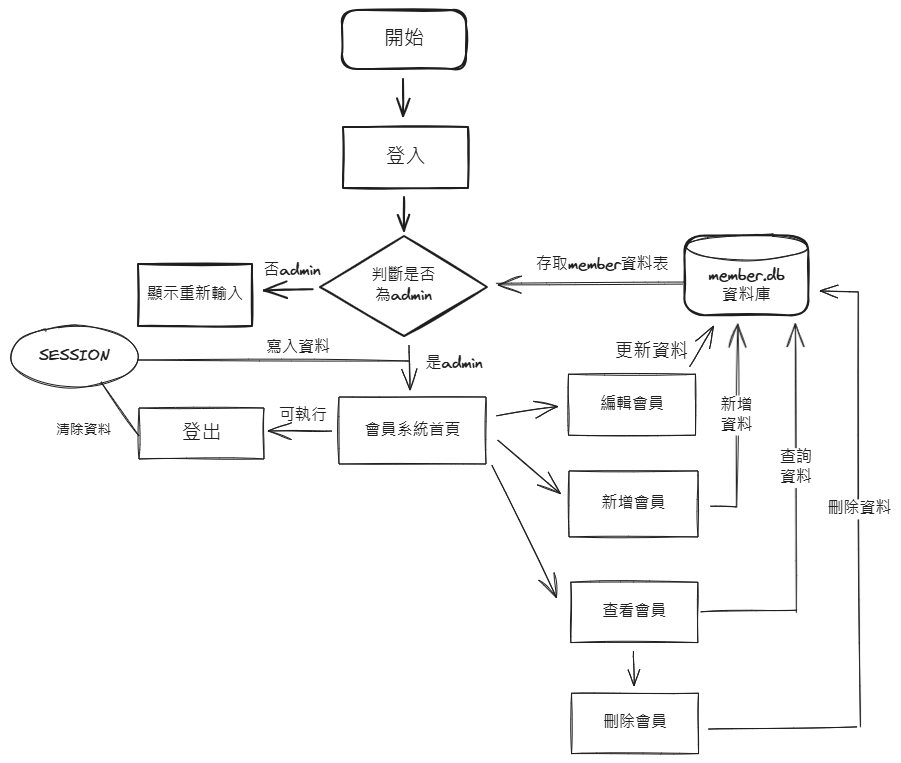 開始
登入
判斷是否
為admin
否admin
顯示重新輸入
存取member資料表
member.db
資料庫
SESSION
寫入資料
是admin
清除資料
登出
可執行
會員系統首頁
更新資料
編輯會員
新增
資料
新增會員
查詢
資料
刪除資料
查看會員
刪除會員